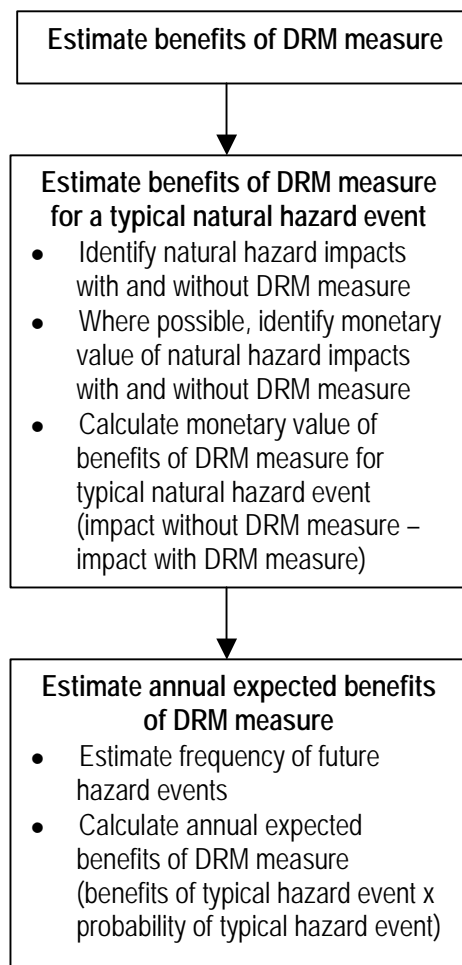 Estimate benefits of DRM measure
Estimate benefits of DRM measure
for a typical natural hazard event
• Identify natural hazard impacts
with and without DRM measure
• Where possible, identify monetary
value of natural hazard impacts
with and without DRM measure
• Calculate monetary value of
benefits of DRM measure for
typical natural hazard event
(impact without DRM measure –
impact with DRM measure)
Estimate annual expected benefits
of DRM measure
• Estimate frequency of future
hazard events
• Calculate annual expected
benefits of DRM measure
(benefits of typical hazard event x
probability of typical hazard event)